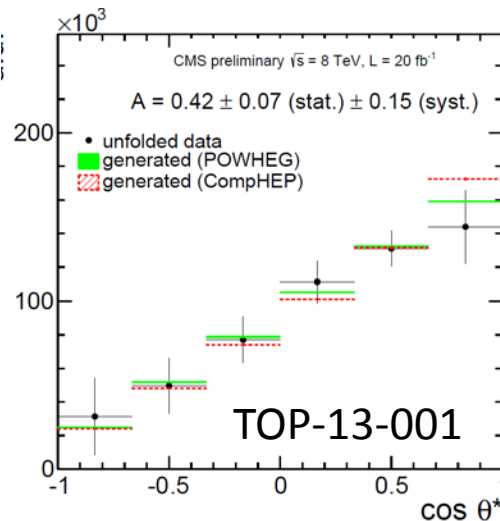 ×10³
CMS preliminary √s = 8 TeV, L = 20 fb⁻¹
A = 0.42 ± 0.07 (stat.) ± 0.15 (syst.)
unfolded data
generated (POWHEG)
generated (CompHEP)
200
100
0
TOP-13-001
-1 -0.5 0 0.5
cos θ*